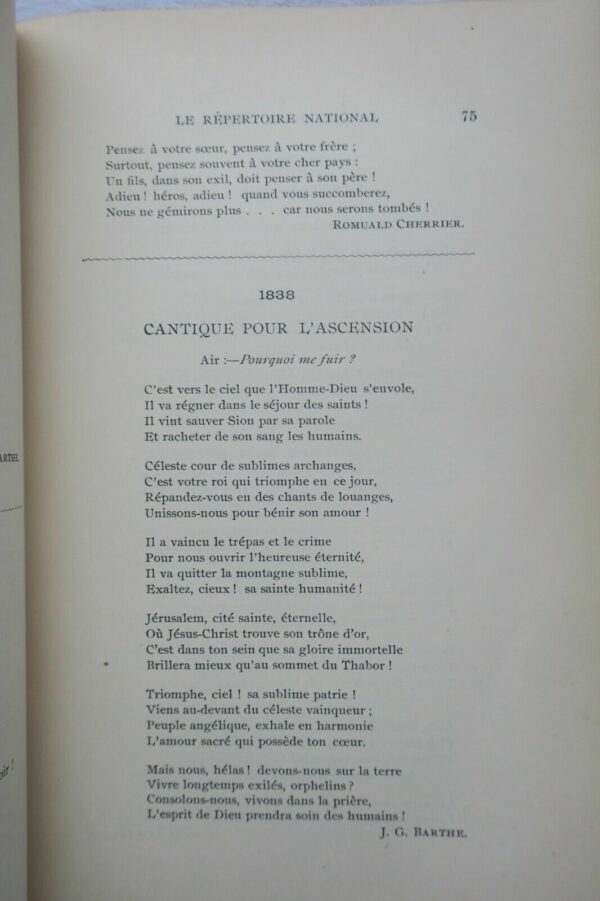 LE RÉPERTOIRE NATIONAL 75
Pensez à votre sœur, pensez à votre frère ;
Surtout, pensez souvent à votre cher pays :
Un fils, dans son exil, doit penser à son père !
Adieu ! héros, adieu ! quand vous succomberez,
Nous ne gémirons plus . . . car nous serons tombés !
ROMUALD CHERRIER.
1838
CANTIQUE POUR L'ASCENSION
Air :—Pourquoi me fuir ?
C'est vers le ciel que l'Homme-Dieu s'envole,
Il va régner dans le séjour des saints !
Il vint sauver Sion par sa parole
Et racheter de son sang les humains.
Céleste cour de sublimes archanges,
C'est votre roi qui triomphe en ce jour,
Répandez-vous en des chants de louanges,
Unissons-nous pour bénir son amour !
Il a vaincu le trépas et le crime
Pour nous ouvrir l'heureuse éternité,
Il va quitter la montagne sublime,
Exaltez, cieux ! sa sainte humanité !
Jérusalem, cité sainte, éternelle,
Où Jésus-Christ trouve son trône d'or,
C'est dans ton sein que sa gloire immortelle
Brillera mieux qu'au sommet du Thabor !
Triomphe, ciel ! sa sublime patrie !
Viens au-devant du céleste vainqueur ;
Peuple angélique, exhale en harmonie
L'amour sacré qui possède ton cœur.
Mais nous, hélas ! devons-nous sur la terre
Vivre longtemps exilés, orphelins ?
Consolons-nous, vivons dans la prière,
L'esprit de Dieu prendra soin des humains !
J. G. BARTHE.